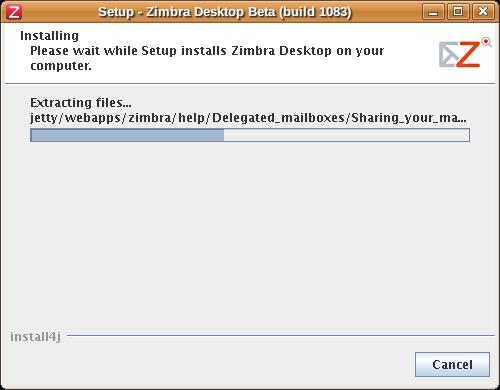 Setup - Zimbra Desktop Beta (build 1083)
Installing
Please wait while Setup installs Zimbra Desktop on your
computer.
Extracting files...
jetty/webapps/zimbra/help/Delegated_mailboxes/Sharing_your_ma...
install4j
Cancel